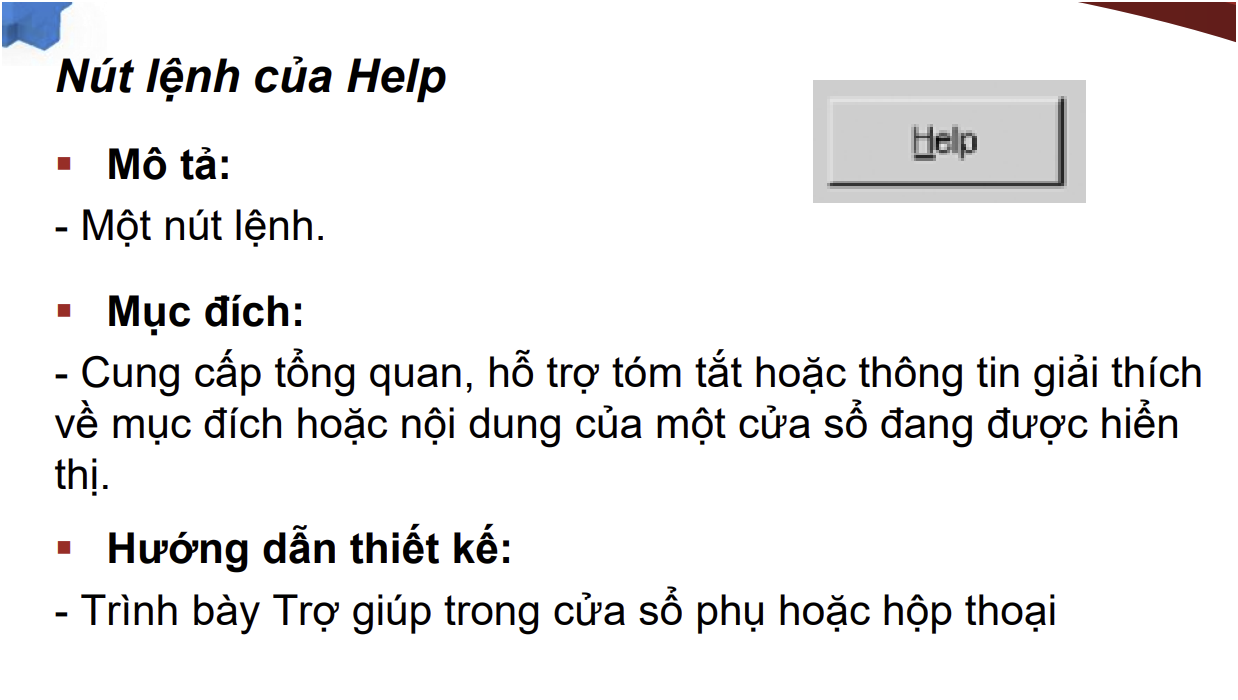 Nút lệnh của Help
Help
▪ Mô tả:
- Một nút lệnh.
▪ Mục đích:
- Cung cấp tổng quan, hỗ trợ tóm tắt hoặc thông tin giải thích
về mục đích hoặc nội dung của một cửa sổ đang được hiển
thị.
▪ Hướng dẫn thiết kế:
- Trình bày Trợ giúp trong cửa sổ phụ hoặc hộp thoại